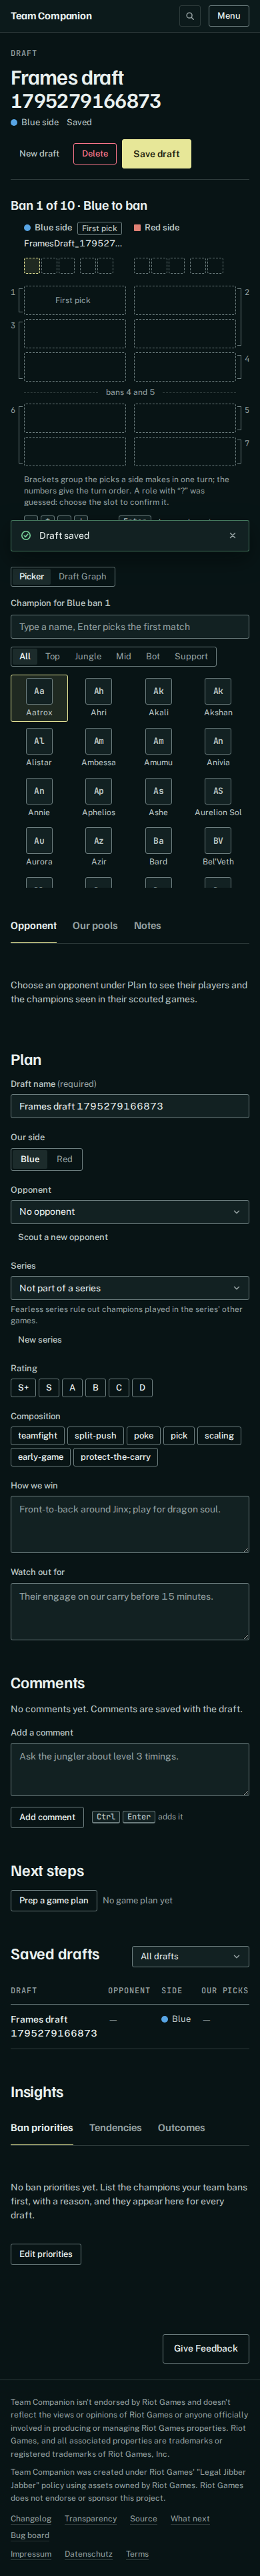 Team Companion
Menu
DRAFT
Frames draft
1795279166873
Blue side Saved
New draft
Delete
Save draft
Ban 1 of 10 · Blue to ban
Blue side First pick
Red side
FramesDraft_179527...
1
First pick
2
3
4
bans 4 and 5
6
5
7
Brackets group the picks a side makes in one turn; the
numbers give the turn order. A role with "?" was
guessed: choose the slot to confirm it.
Draft saved
Picker
Draft Graph
Champion for Blue ban 1
Type a name, Enter picks the first match
All Top Jungle Mid Bot Support
Aa Ah Ak Ak
Aatrox Ahri Akali Akshan
Al Am Am An
Alistar Ambessa Amumu Anivia
An Ap As AS
Annie Aphelios Ashe Aurelion Sol
Au Az Ba BV
Aurora Azir Bard Bel'Veth
Opponent Our pools Notes
Choose an opponent under Plan to see their players and
the champions seen in their scouted games.
Plan
Draft name (required)
Frames draft 1795279166873
Our side
Blue Red
Opponent
No opponent
Scout a new opponent
Series
Not part of a series
Fearless series rule out champions played in the series' other
games.
New series
Rating
S+ S A B C D
Composition
teamfight split-push poke pick scaling
early-game protect-the-carry
How we win
Front-to-back around Jinx; play for dragon soul.
Watch out for
Their engage on our carry before 15 minutes.
Comments
No comments yet. Comments are saved with the draft.
Add a comment
Ask the jungler about level 3 timings.
Add comment
Ctrl Enter adds it
Next steps
Prep a game plan
No game plan yet
Saved drafts
All drafts
DRAFT OPPONENT SIDE OUR PICKS
Frames draft
1795279166873
— Blue —
Insights
Ban priorities Tendencies Outcomes
No ban priorities yet. List the champions your team bans
first, with a reason, and they appear here for every
draft.
Edit priorities
Give Feedback
Team Companion isn't endorsed by Riot Games and doesn't
reflect the views or opinions of Riot Games or anyone officially
involved in producing or managing Riot Games properties. Riot
Games, and all associated properties are trademarks or
registered trademarks of Riot Games, Inc.
Team Companion was created under Riot Games' "Legal Jibber
Jabber" policy using assets owned by Riot Games. Riot Games
does not endorse or sponsor this project.
Changelog Transparency Source What next
Bug board
Impressum Datenschutz Terms